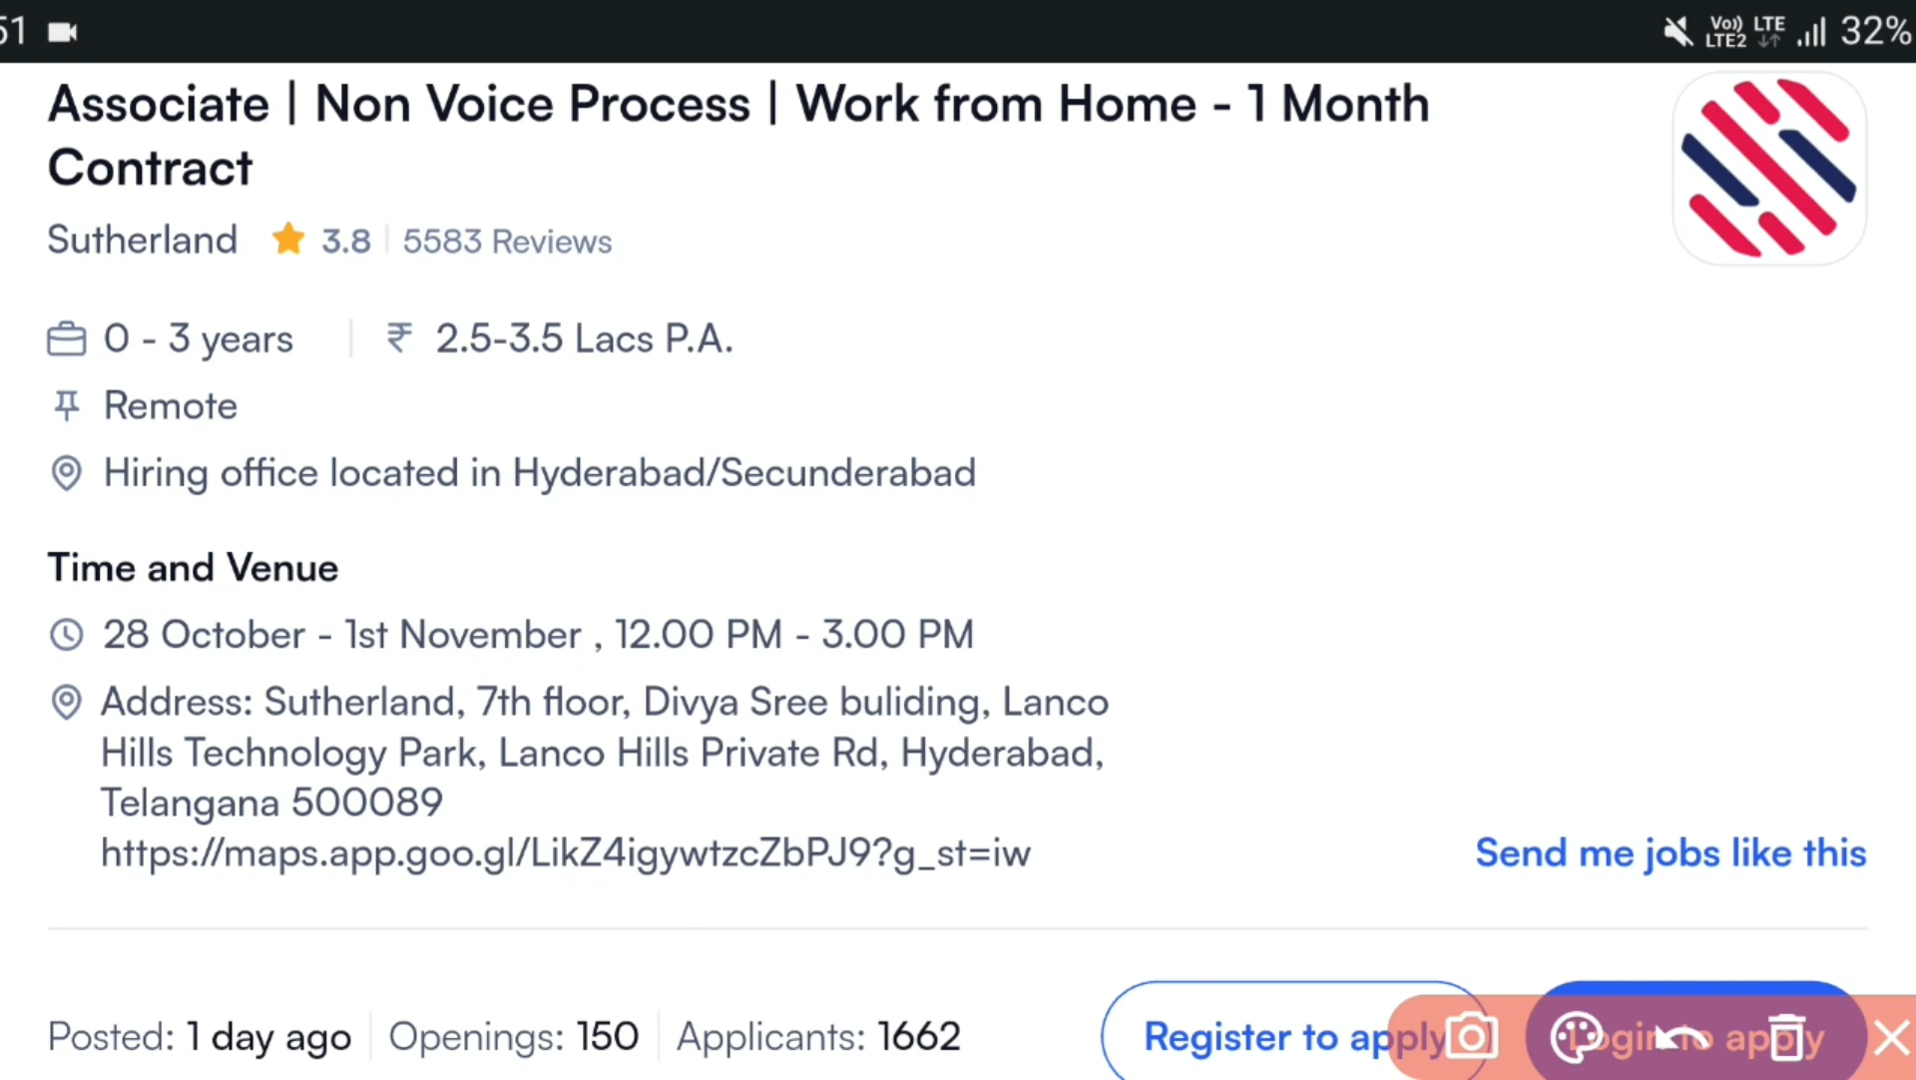 51
Vo)) LTE
LTE2
32%
Associate | Non Voice Process | Work from Home - 1 Month
Contract
Sutherland 3.8 | 5583 Reviews
0 - 3 years | ₹ 2.5-3.5 Lacs P.A.
Remote
Hiring office located in Hyderabad/Secunderabad
Time and Venue
28 October - 1st November , 12.00 PM - 3.00 PM
Address: Sutherland, 7th floor, Divya Sree buliding, Lanco
Hills Technology Park, Lanco Hills Private Rd, Hyderabad,
Telangana 500089
https://maps.app.goo.gl/LikZ4igywtzcZbPJ9?g_st=iw
Send me jobs like this
Posted: 1 day ago | Openings: 150 | Applicants: 1662
Register to apply
Login to apply